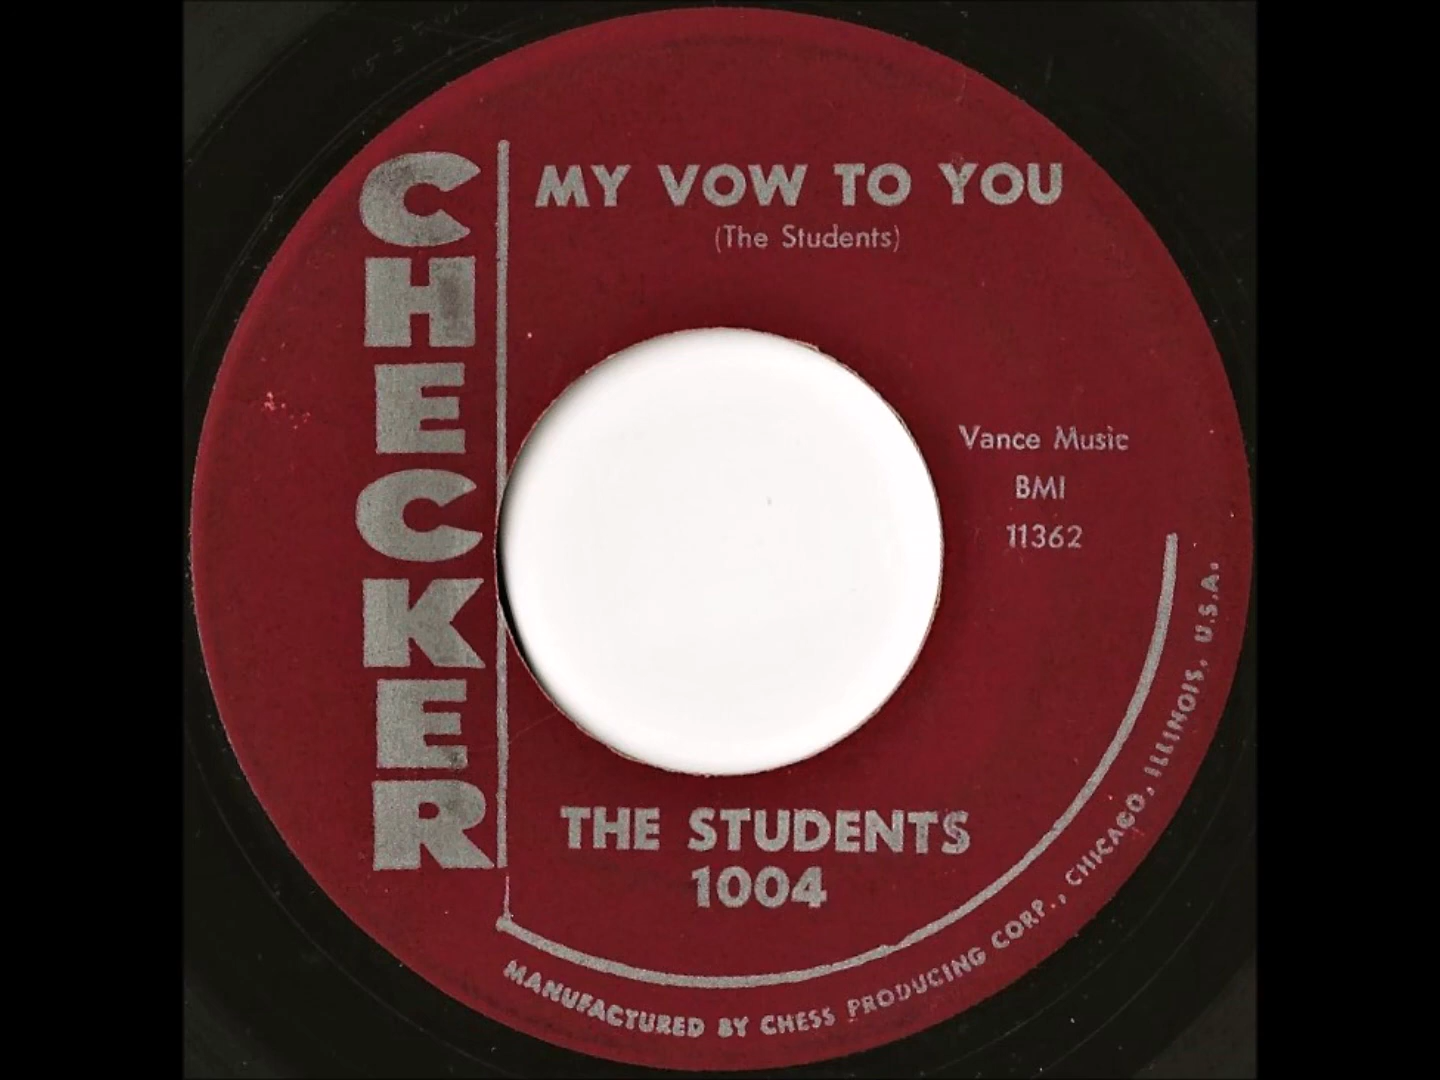 CHECKER
MY VOW TO YOU
(The Students)
Vance Music
BMI
11362
THE STUDENTS
1004
MANUFACTURED BY CHESS PRODUCING CORP., CHICAGO, ILLINOIS, U.S.A.